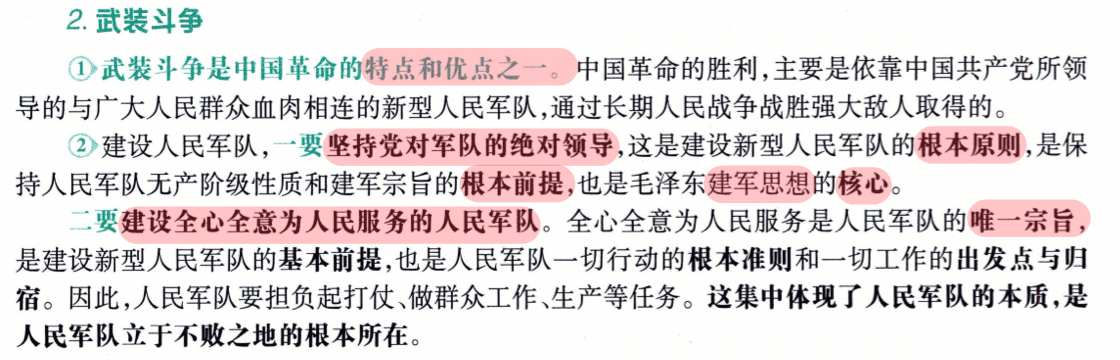 2. 武装斗争
①武装斗争是中国革命的特点和优点之一。中国革命的胜利,主要是依靠中国共产党所领
导的与广大人民群众血肉相连的新型人民军队,通过长期人民战争战胜强大敌人取得的。
②建设人民军队,一要坚持党对军队的绝对领导,这是建设新型人民军队的根本原则,是保
持人民军队无产阶级性质和建军宗旨的根本前提,也是毛泽东建军思想的核心。
二要建设全心全意为人民服务的人民军队。全心全意为人民服务是人民军队的唯一宗旨,
是建设新型人民军队的基本前提,也是人民军队一切行动的根本准则和一切工作的出发点与归
宿。因此,人民军队要担负起打仗、做群众工作、生产等任务。这集中体现了人民军队的本质,是
人民军队立于不败之地的根本所在。